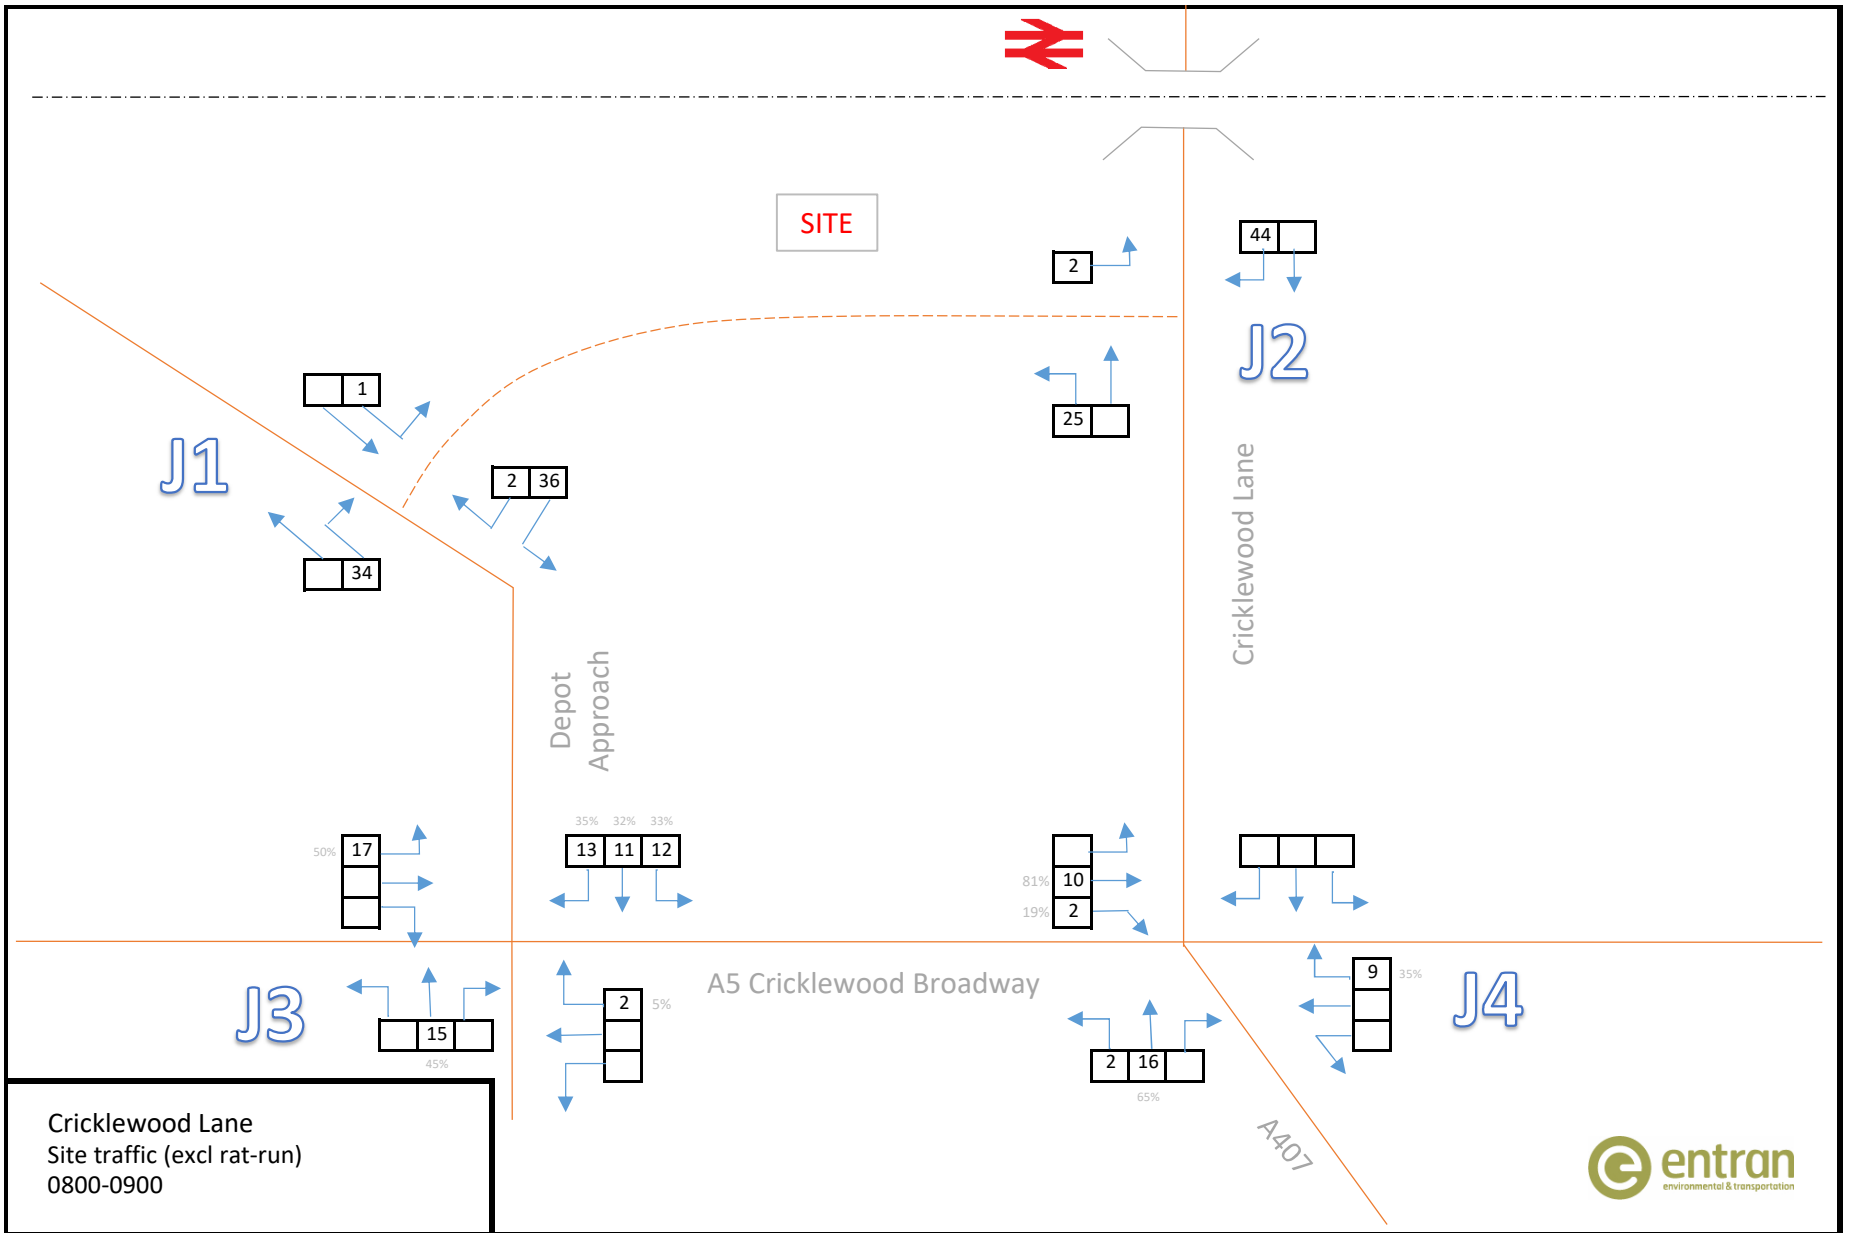 SITE
2
44
J2
1
25
J1
2 36
34
Cricklewood Lane
Depot
Approach
35% 32% 33%
50% 17
13 11 12
81% 10
19% 2
A5 Cricklewood Broadway
9 35%
J3
2 5%
J4
15
45%
2 16
65%
A407
Cricklewood Lane
Site traffic (excl rat-run)
0800-0900
entran
environmental & transportation